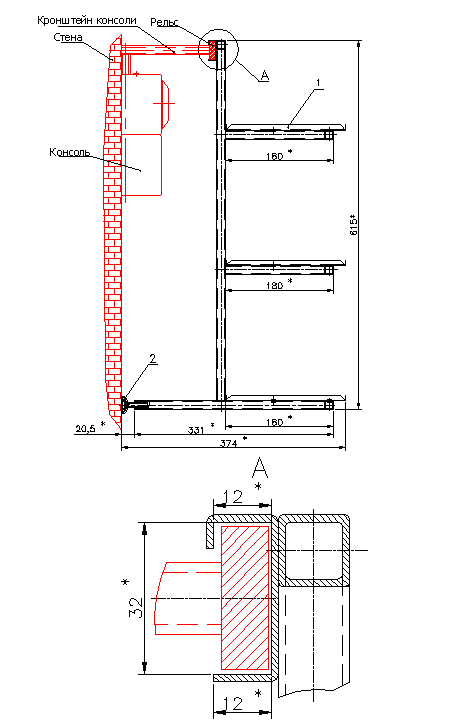 Кронштейн консоли
Рельс
Стена
А
1
180*
Консоль
615*
180*
2
180*
20,5*
331*
374*
А
12*
32*
12*